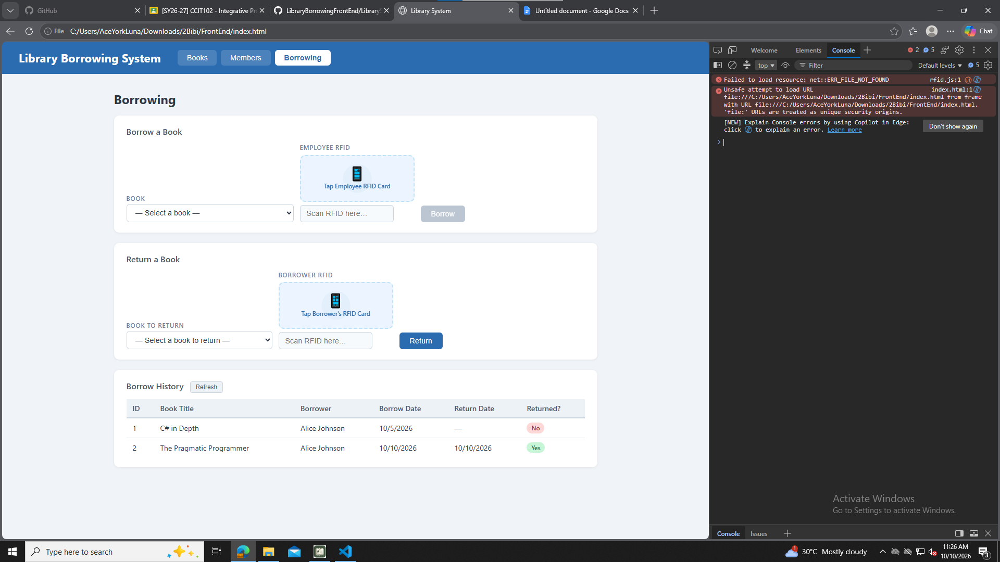 GitHub
[SY26-27] CCIT102 - Integrative Pr
LibraryBorrowingFrontEnd/Library
Library System
Untitled document - Google Docs
File
C:/Users/AceYorkLuna/Downloads/2Bibi/FrontEnd/index.html
Chat
Library Borrowing System
Books
Members
Borrowing
Borrowing
Borrow a Book
EMPLOYEE RFID
Tap Employee RFID Card
BOOK
— Select a book —
Scan RFID here...
Borrow
Return a Book
BORROWER RFID
Tap Borrower's RFID Card
BOOK TO RETURN
— Select a book to return —
Scan RFID here...
Return
Borrow History
Refresh
ID Book Title Borrower Borrow Date Return Date Returned?
1 C# in Depth Alice Johnson 10/5/2026 — No
2 The Pragmatic Programmer Alice Johnson 10/10/2026 10/10/2026 Yes
Welcome
Elements
Console
2
5
top
Filter
Default levels
5
Failed to load resource: net::ERR_FILE_NOT_FOUND rfid.js:1
Unsafe attempt to load URL index.html:1
file:///C:/Users/AceYorkLuna/Downloads/2Bibi/FrontEnd/index.html from frame
with URL file:///C:/Users/AceYorkLuna/Downloads/2Bibi/FrontEnd/index.html.
'file:' URLs are treated as unique security origins.
[NEW] Explain Console errors by using Copilot in Edge:
click to explain an error. Learn more
Don't show again
Activate Windows
Go to Settings to activate Windows.
Console
Issues
Type here to search
1
30°C Mostly cloudy
11:26 AM
10/10/2026
3